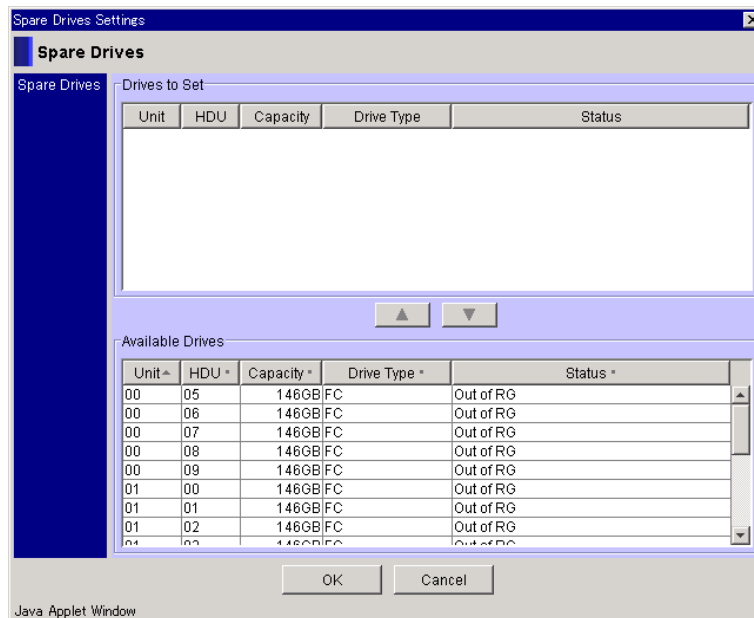 Spare Drives Settings
Spare Drives
Spare Drives
Drives to Set
Unit HDU Capacity Drive Type Status
Available Drives
Unit HDU Capacity Drive Type Status
00 05 146GB FC Out of RG
00 06 146GB FC Out of RG
00 07 146GB FC Out of RG
00 08 146GB FC Out of RG
00 09 146GB FC Out of RG
01 00 146GB FC Out of RG
01 01 146GB FC Out of RG
01 02 146GB FC Out of RG
OK Cancel
Java Applet Window